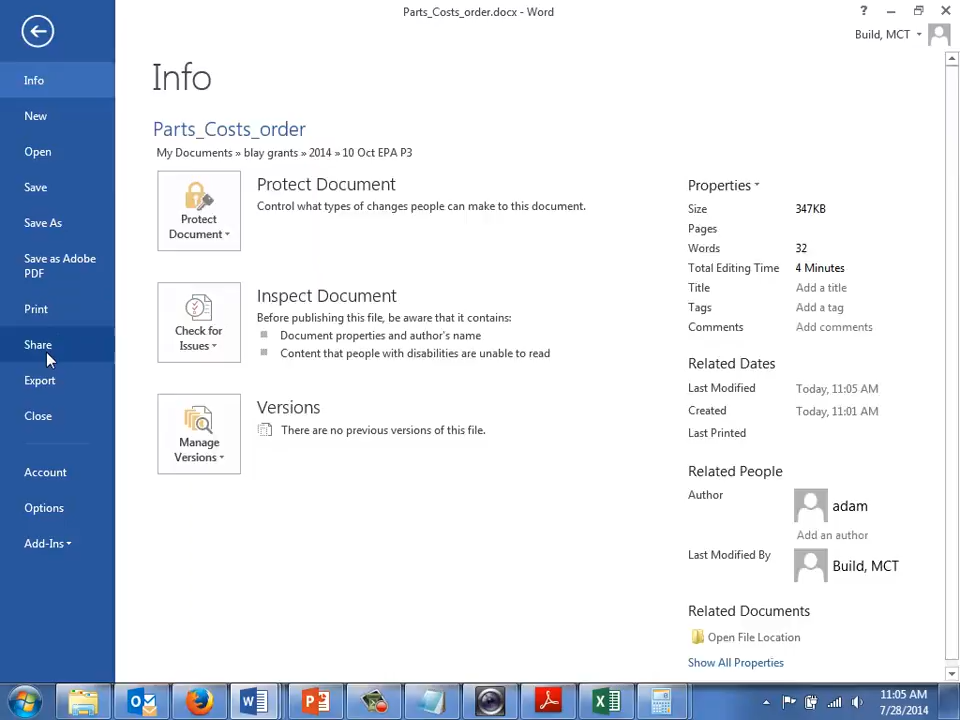 Parts_Costs_order.docx - Word
?
Build, MCT
Info
New
Open
Save
Save As
Save as Adobe
PDF
Print
Share
Export
Close
Account
Options
Add-Ins
Info
Parts_Costs_order
My Documents » blay grants » 2014 » 10 Oct EPA P3
Protect
Document
Protect Document
Control what types of changes people can make to this document.
Check for
Issues
Inspect Document
Before publishing this file, be aware that it contains:
Document properties and author's name
Content that people with disabilities are unable to read
Manage
Versions
Versions
There are no previous versions of this file.
Properties
Size 347KB
Pages
Words 32
Total Editing Time 4 Minutes
Title Add a title
Tags Add a tag
Comments Add comments
Related Dates
Last Modified Today, 11:05 AM
Created Today, 11:01 AM
Last Printed
Related People
Author adam
Add an author
Last Modified By Build, MCT
Related Documents
Open File Location
Show All Properties
11:05 AM
7/28/2014